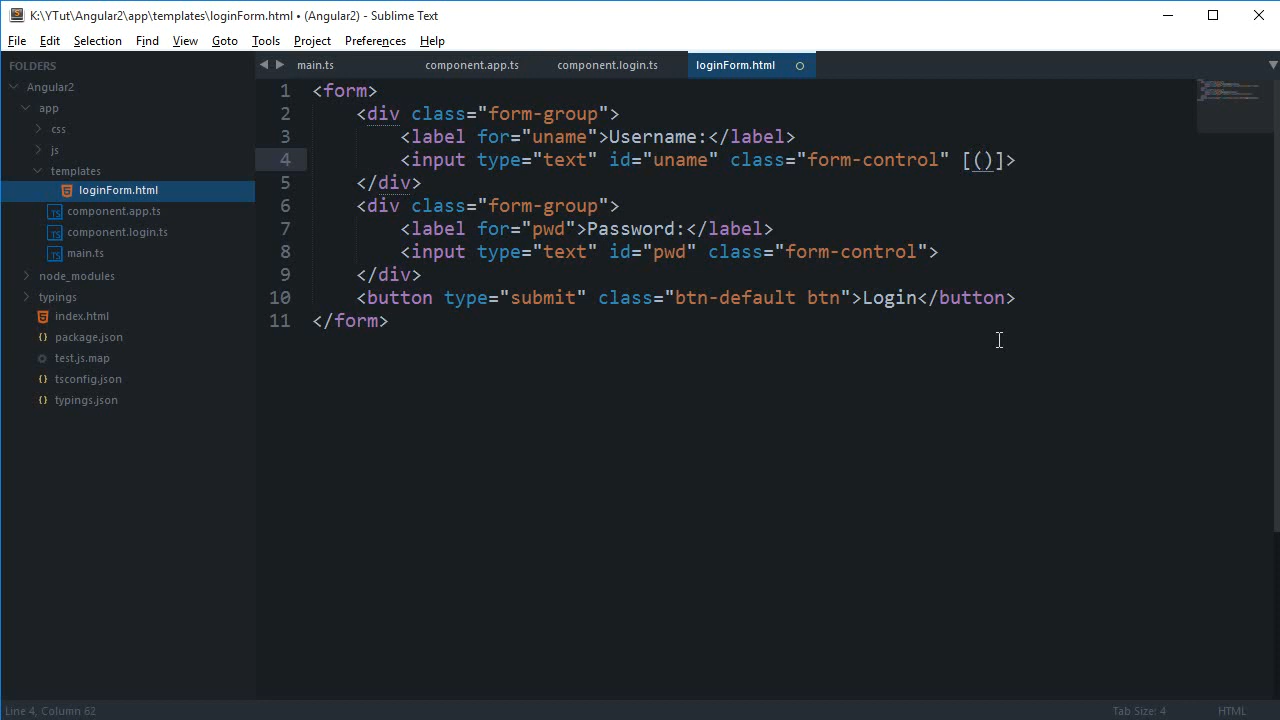 K:\YTut\Angular2\app\templates\loginForm.html • (Angular2) - Sublime Text
File Edit Selection Find View Goto Tools Project Preferences Help
FOLDERS
Angular2
app
css
js
templates
loginForm.html
component.app.ts
component.login.ts
main.ts
node_modules
typings
index.html
package.json
test.js.map
tsconfig.json
typings.json
main.ts component.app.ts component.login.ts loginForm.html
1 <form>
2 <div class="form-group">
3 <label for="uname">Username:</label>
4 <input type="text" id="uname" class="form-control" [()]>
5 </div>
6 <div class="form-group">
7 <label for="pwd">Password:</label>
8 <input type="text" id="pwd" class="form-control">
9 </div>
10 <button type="submit" class="btn-default btn">Login</button>
11 </form>
Line 4, Column 62 Tab Size: 4 HTML